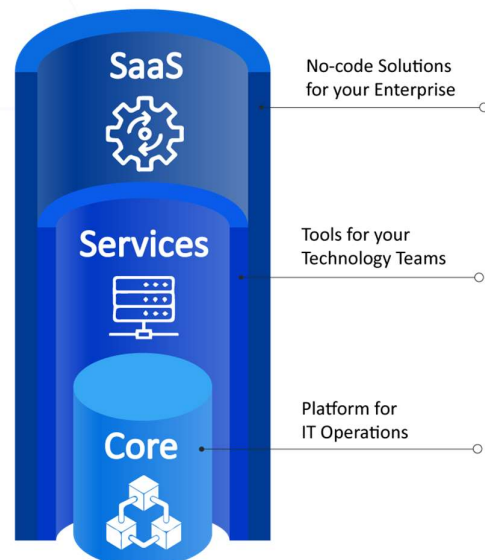 SaaS
No-code Solutions
for your Enterprise
Services
Tools for your
Technology Teams
Core
Platform for
IT Operations